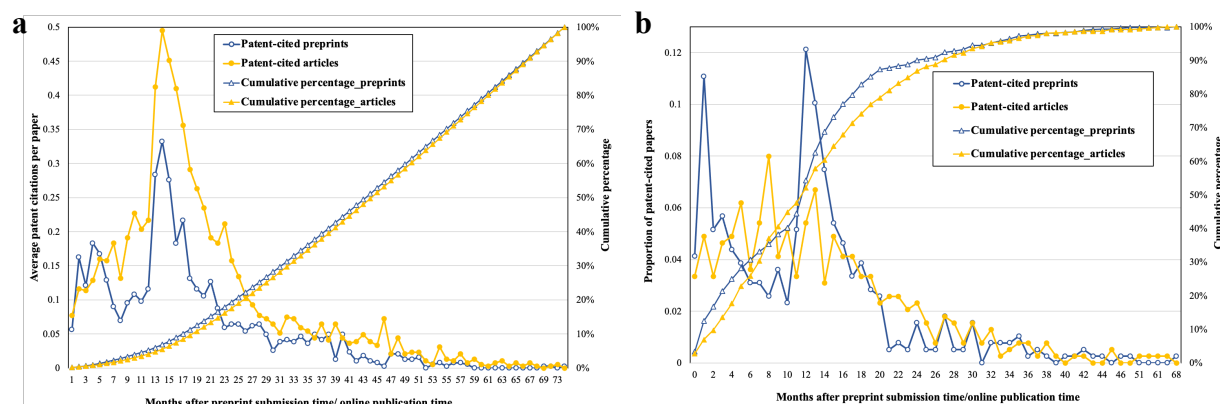 a
Patent-cited preprints
Patent-cited articles
Cumulative percentage_preprints
Cumulative percentage_articles
Average patent citations per paper
0.5
0.45
0.4
0.35
0.3
0.25
0.2
0.15
0.1
0.05
0
100%
90%
80%
70%
60%
50%
40%
30%
20%
10%
0%
Cumulative percentage
1 3 5 7 9 11 13 15 17 19 21 23 25 27 29 31 33 35 37 39 41 43 45 47 49 51 53 55 57 59 61 63 65 67 69 71 73
Months after preprint submission time/ online publication time
b
Patent-cited preprints
Patent-cited articles
Cumulative percentage_preprints
Cumulative percentage_articles
Proportion of patent-cited papers
0.12
0.1
0.08
0.06
0.04
0.02
0
100%
90%
80%
70%
60%
50%
40%
30%
20%
10%
0%
Cumulative percentage
0 2 4 6 8 10 12 14 16 18 20 22 24 26 28 30 32 34 36 38 40 42 44 46 51 61 68
Months after preprint submission time/online publication time